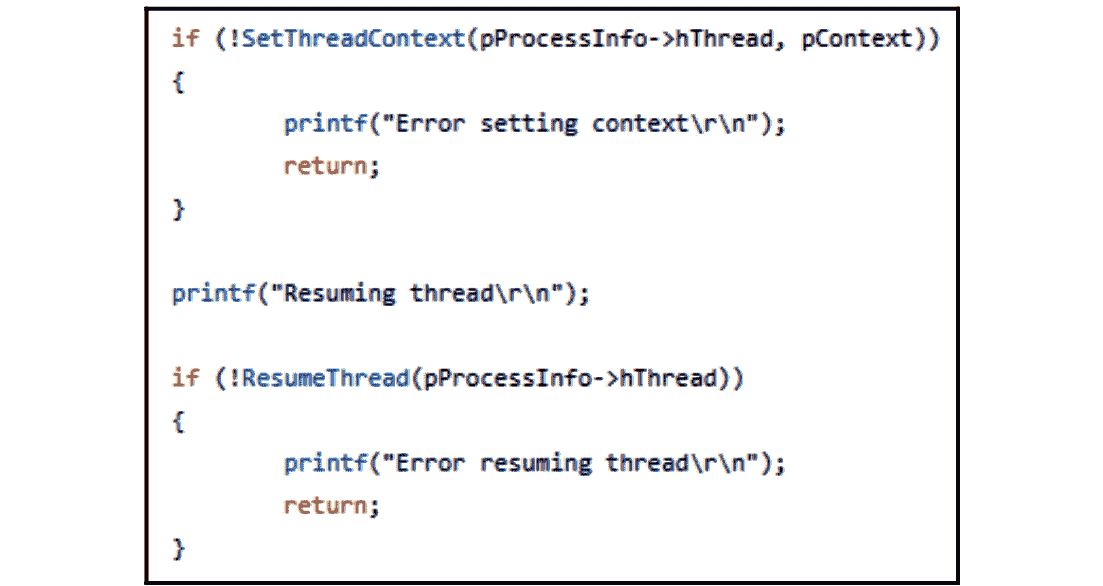 if (!SetThreadContext(pProcessInfo->hThread, pContext))
{
printf("Error setting context\r\n");
return;
}
printf("Resuming thread\r\n");
if (!ResumeThread(pProcessInfo->hThread))
{
printf("Error resuming thread\r\n");
return;
}